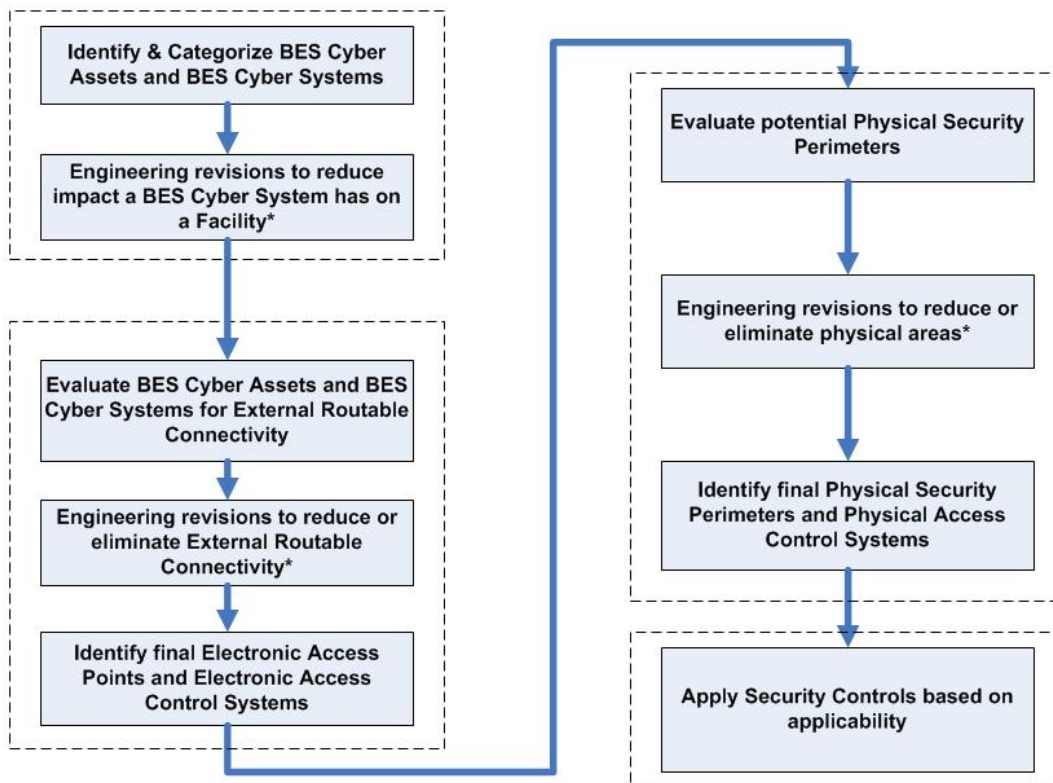 Identify & Categorize BES Cyber
Assets and BES Cyber Systems
Engineering revisions to reduce
impact a BES Cyber System has on
a Facility*
Evaluate BES Cyber Assets and BES
Cyber Systems for External Routable
Connectivity
Engineering revisions to reduce or
eliminate External Routable
Connectivity*
Identify final Electronic Access
Points and Electronic Access
Control Systems
Evaluate potential Physical Security
Perimeters
Engineering revisions to reduce or
eliminate physical areas*
Identify final Physical Security
Perimeters and Physical Access
Control Systems
Apply Security Controls based on
applicability